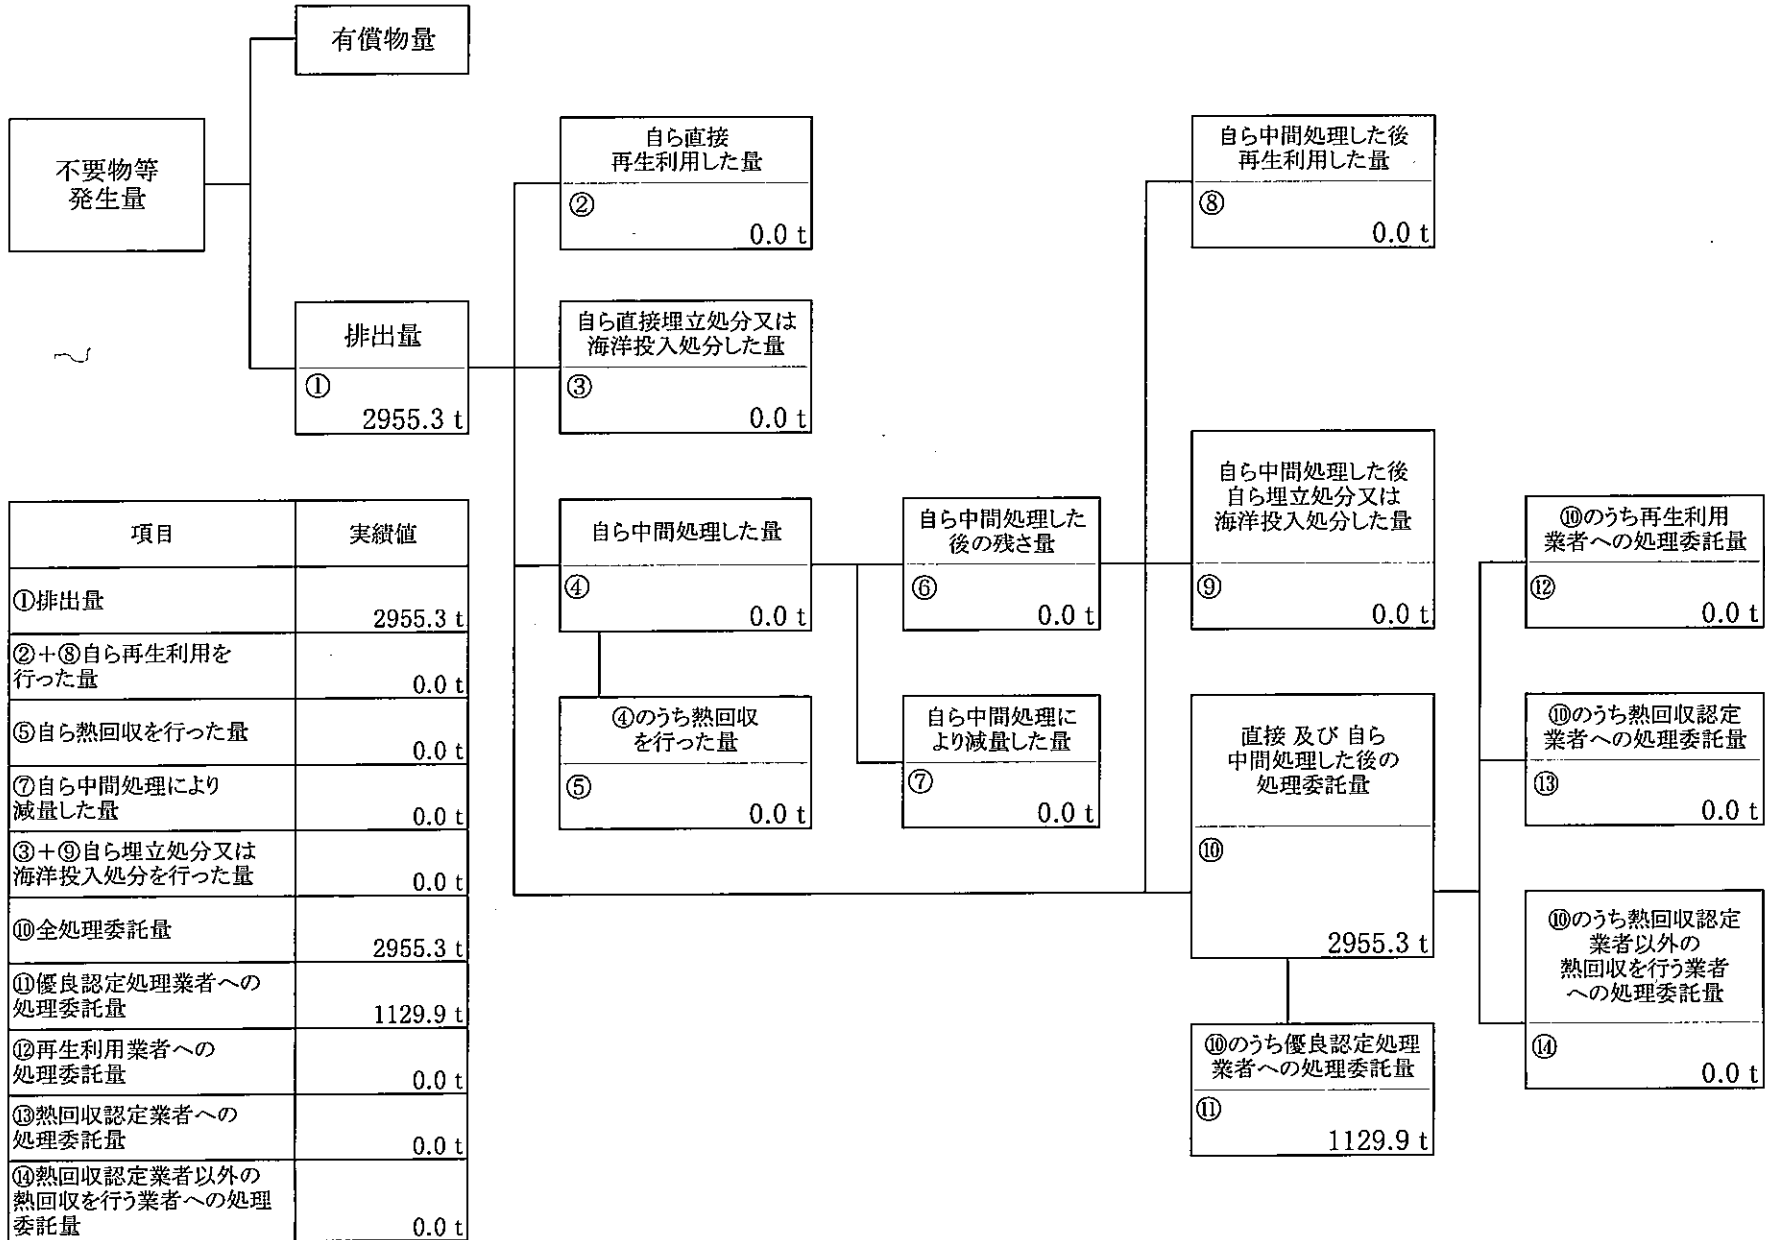 有償物量
不要物等
発生量
自ら直接
再生利用した量
②
0.0 t
自ら中間処理した後
再生利用した量
⑧
0.0 t
排出量
①
2955.3 t
自ら直接埋立処分又は
海洋投入処分した量
③
0.0 t
自ら中間処理した量
④
0.0 t
自ら中間処理した
後の残さ量
⑥
0.0 t
自ら中間処理した後
自ら埋立処分又は
海洋投入処分した量
⑨
0.0 t
⑩のうち再生利用
業者への処理委託量
⑫
0.0 t
④のうち熱回収
を行った量
⑤
0.0 t
自ら中間処理に
より減量した量
⑦
0.0 t
直接 及び 自ら
中間処理した後の
処理委託量
⑩
2955.3 t
⑩のうち熱回収認定
業者への処理委託量
⑬
0.0 t
⑩のうち熱回収認定
業者以外の
熱回収を行う業者
への処理委託量
⑭
0.0 t
⑩のうち優良認定処理
業者への処理委託量
⑪
1129.9 t
項目 実績値
①排出量
2955.3 t
②+⑧自ら再生利用を
行った量
0.0 t
⑤自ら熱回収を行った量
0.0 t
⑦自ら中間処理により
減量した量
0.0 t
③+⑨自ら埋立処分又は
海洋投入処分を行った量
0.0 t
⑩全処理委託量
2955.3 t
⑪優良認定処理業者への
処理委託量
1129.9 t
⑫再生利用業者への
処理委託量
0.0 t
⑬熱回収認定業者への
処理委託量
0.0 t
⑭熱回収認定業者以外の
熱回収を行う業者への処理
委託量
0.0 t